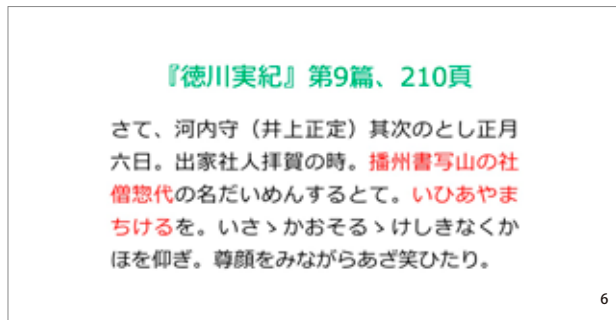 『徳川実紀』第9篇、210頁
さて、河内守（井上正定）其次のとし正月
六日。出家社人拝賀の時。播州書写山の社
僧惣代の名だいめんするとて。いひあやま
ちけるを。いさゝかおそるゝけしきなくか
ほを仰ぎ。尊顔をみながらあざ笑ひたり。
6